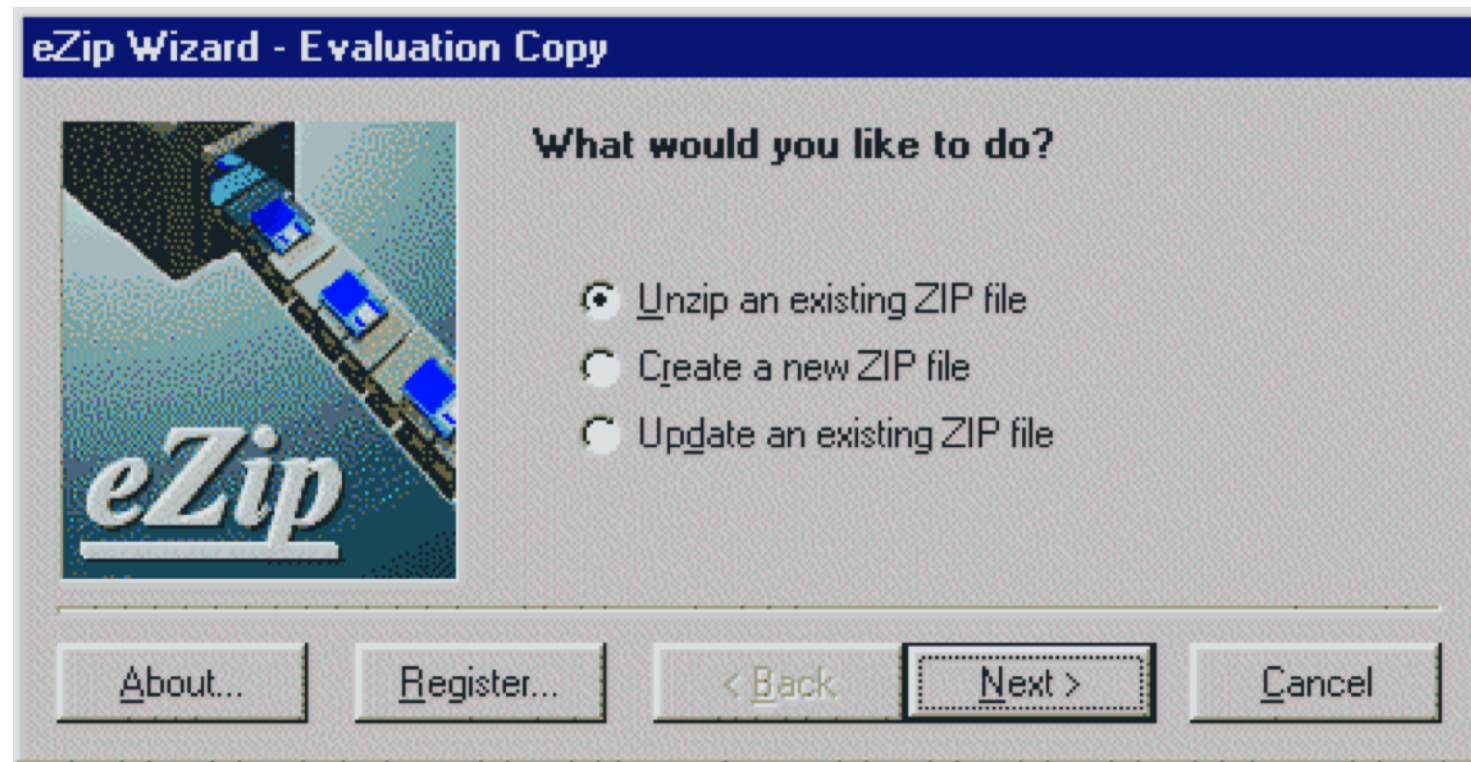 eZip Wizard - Evaluation Copy
What would you like to do?
Unzip an existing ZIP file
Create a new ZIP file
Update an existing ZIP file
eZip
About... Register... < Back Next > Cancel